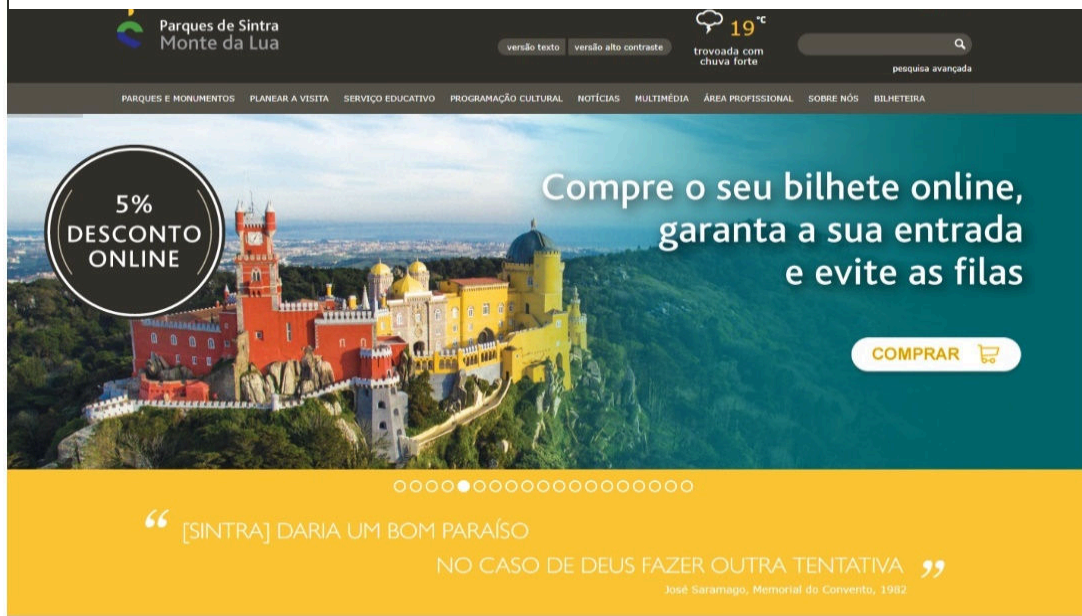 Parques de Sintra
Monte da Lua
versão texto
versão alto contraste
19 °C
trovoada com
chuva forte
pesquisa avançada
PARQUES E MONUMENTOS PLANEAR A VISITA SERVIÇO EDUCATIVO PROGRAMAÇÃO CULTURAL NOTÍCIAS MULTIMÉDIA ÁREA PROFISSIONAL SOBRE NÓS BILHETEIRA
5%
DESCONTO
ONLINE
Compre o seu bilhete online,
garanta a sua entrada
e evite as filas
COMPRAR
“ [SINTRA] DARIA UM BOM PARAÍSO
NO CASO DE DEUS FAZER OUTRA TENTATIVA ”
José Saramago, Memorial do Convento, 1982